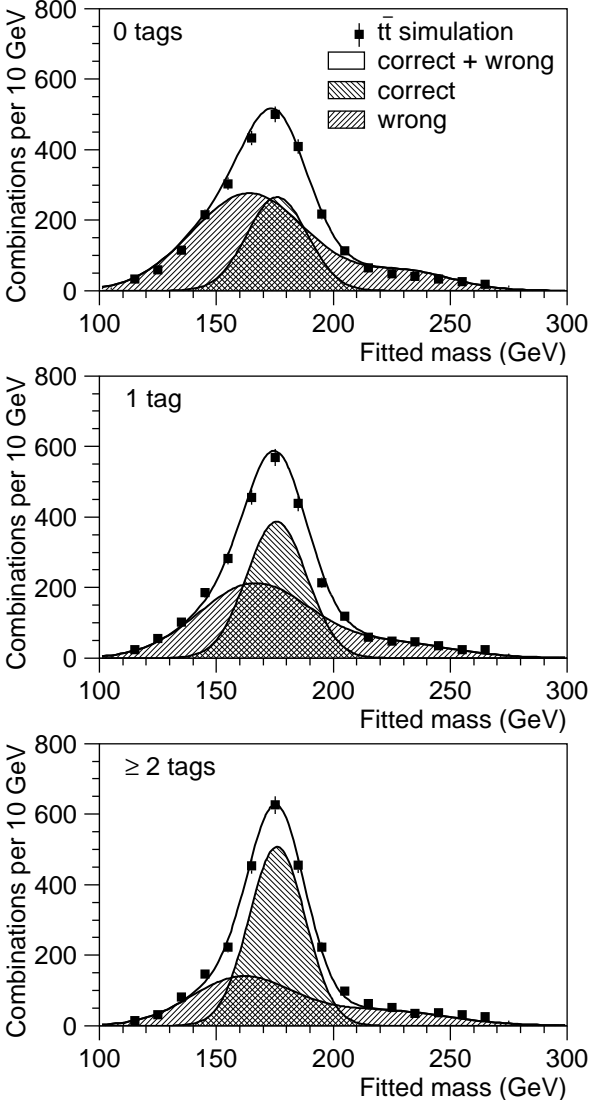 0 tags
tt̄ simulation
correct + wrong
correct
wrong
Combinations per 10 GeV
800
600
400
200
0
100 150 200 250 300
Fitted mass (GeV)
1 tag
Combinations per 10 GeV
800
600
400
200
0
100 150 200 250 300
Fitted mass (GeV)
≥ 2 tags
Combinations per 10 GeV
800
600
400
200
0
100 150 200 250 300
Fitted mass (GeV)